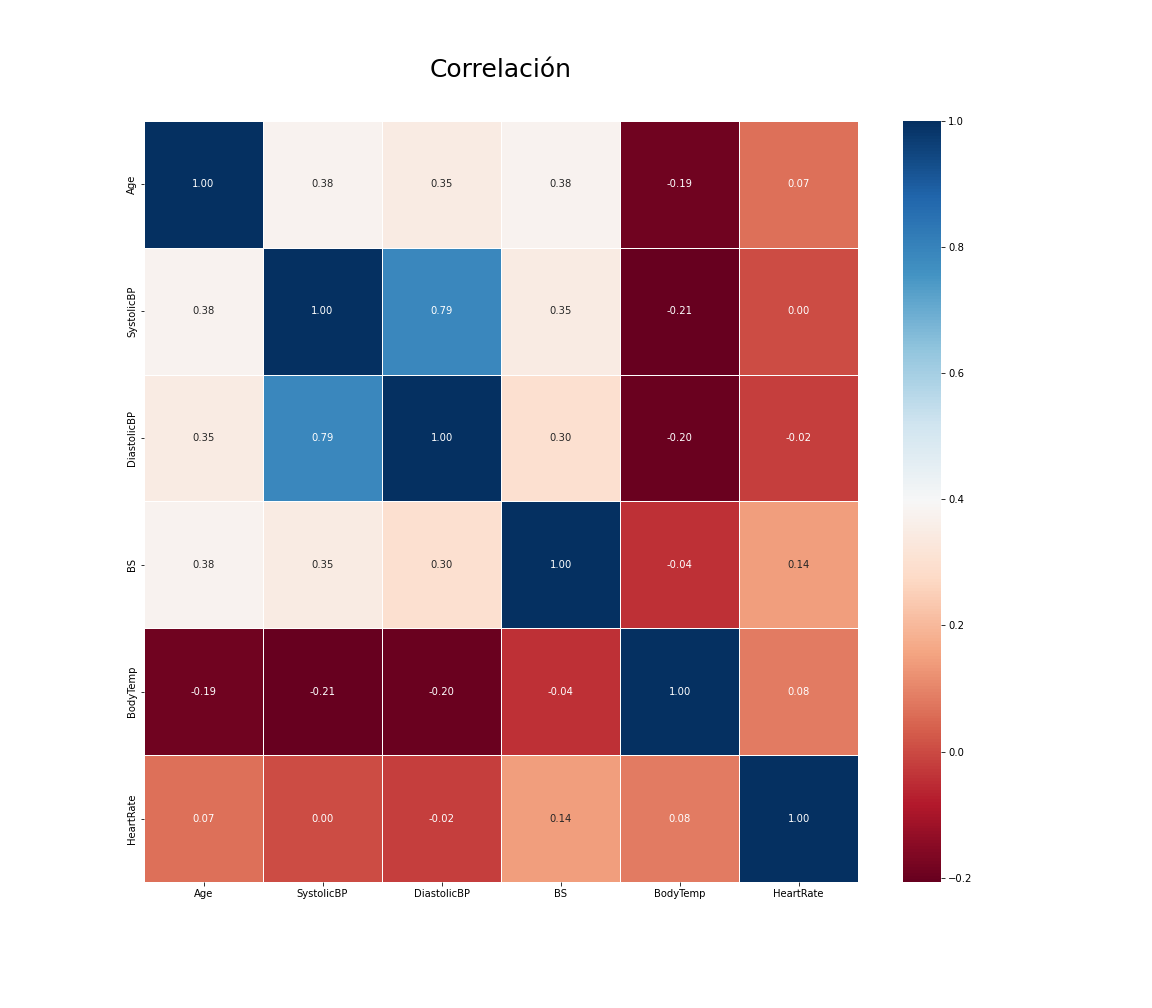 Correlación
1.0
Age 1.00 0.38 0.35 0.38 -0.19 0.07
0.8
SystolicBP 0.38 1.00 0.79 0.35 -0.21 0.00
0.6
DiastolicBP 0.35 0.79 1.00 0.30 -0.20 -0.02
0.4
BS 0.38 0.35 0.30 1.00 -0.04 0.14
0.2
BodyTemp -0.19 -0.21 -0.20 -0.04 1.00 0.08
0.0
HeartRate 0.07 0.00 -0.02 0.14 0.08 1.00
−0.2
Age SystolicBP DiastolicBP BS BodyTemp HeartRate